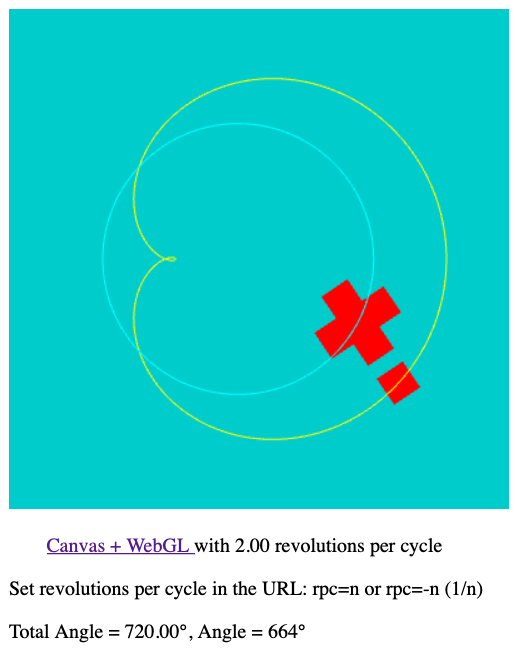 Canvas + WebGL with 2.00 revolutions per cycle
Set revolutions per cycle in the URL: rpc=n or rpc=-n (1/n)
Total Angle = 720.00°, Angle = 664°